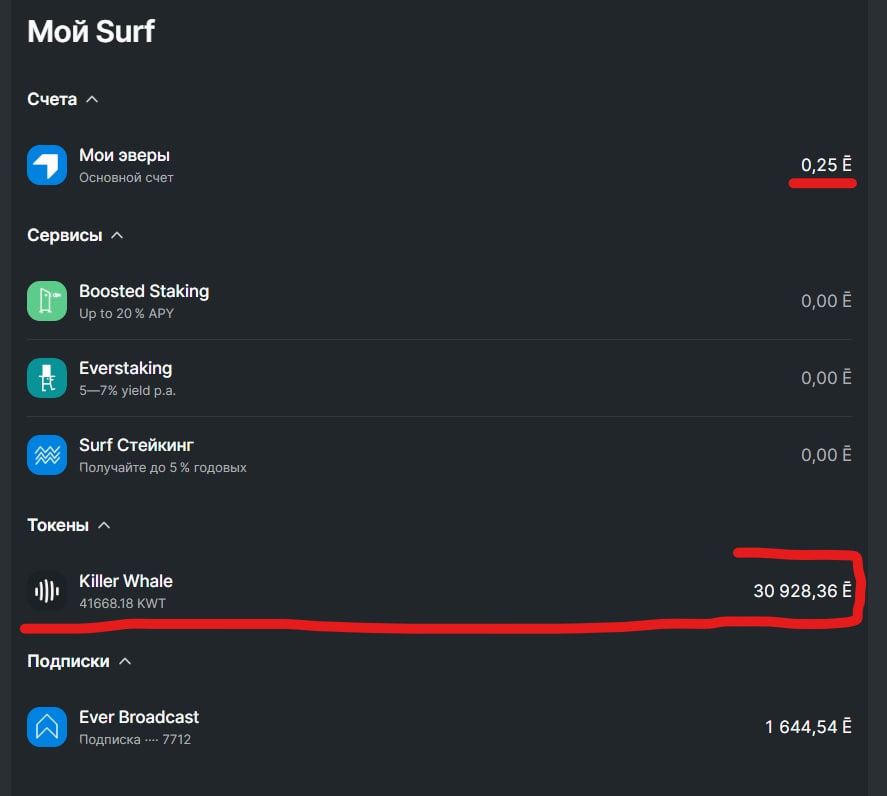 Мой Surf
Счета
Мои эверы
Основной счет
0,25 Ē
Сервисы
Boosted Staking
Up to 20 % APY
0,00 Ē
Everstaking
5—7% yield p.a.
0,00 Ē
Surf Стейкинг
Получайте до 5 % годовых
0,00 Ē
Токены
Killer Whale
41668.18 KWT
30 928,36 Ē
Подписки
Ever Broadcast
Подписка ···· 7712
1 644,54 Ē